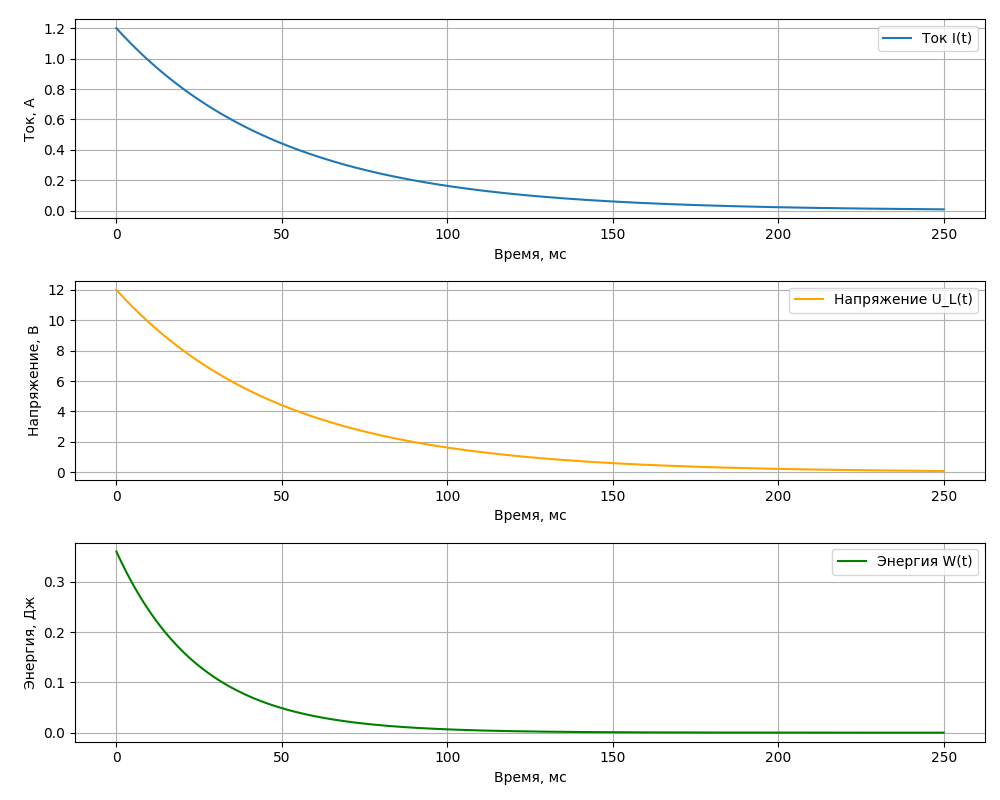 Ток I(t)
1.2
1.0
0.8
0.6
0.4
0.2
0.0
Ток, А
0 50 100 150 200 250
Время, мс
Напряжение U_L(t)
12
10
8
6
4
2
0
Напряжение, В
0 50 100 150 200 250
Время, мс
Энергия W(t)
0.3
0.2
0.1
0.0
Энергия, Дж
0 50 100 150 200 250
Время, мс